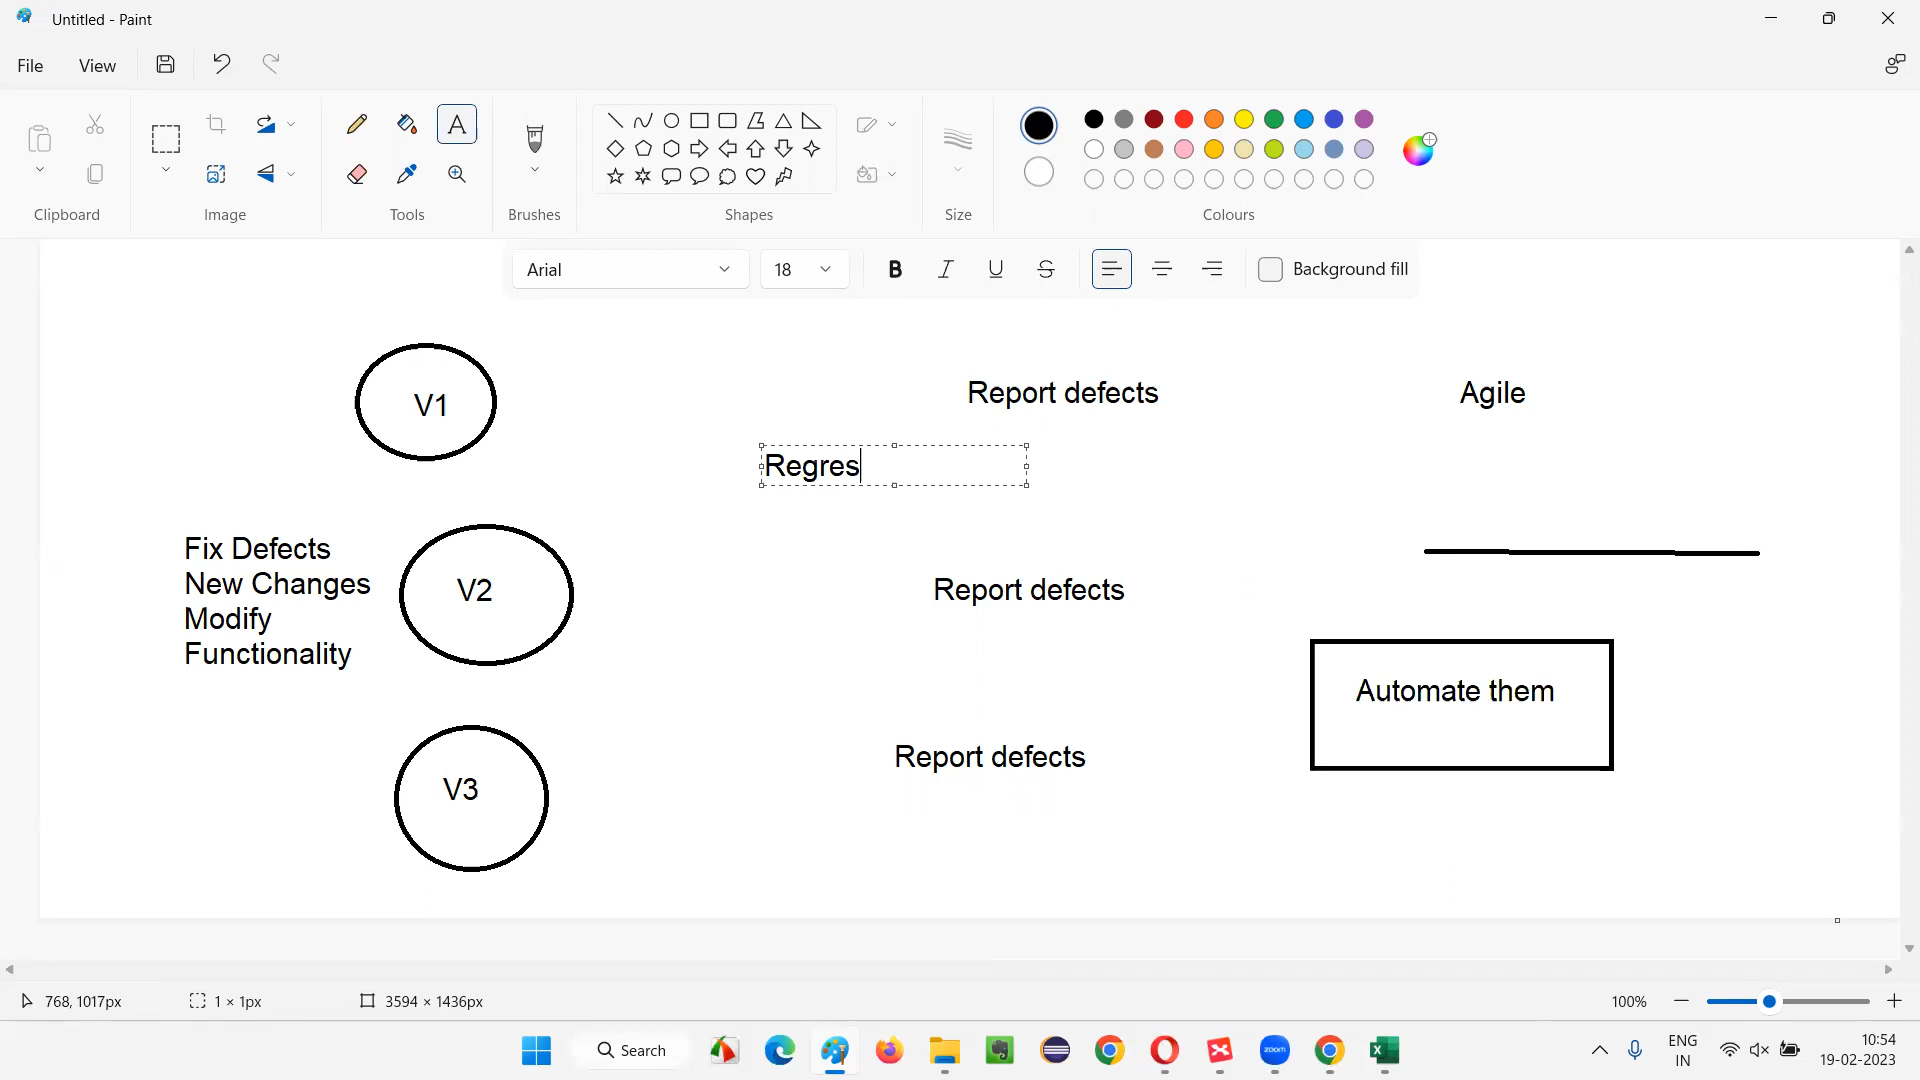 Untitled - Paint
File
View
Clipboard
Image
Tools
Brushes
Shapes
Size
Colours
Arial
18
B
I
U
S
Background fill
V1
Report defects
Agile
Regres
Fix Defects
New Changes
Modify
Functionality
V2
Report defects
Automate them
V3
Report defects
768, 1017px
1 × 1px
3594 × 1436px
100%
Search
zoom
ENG
IN
10:54
19-02-2023